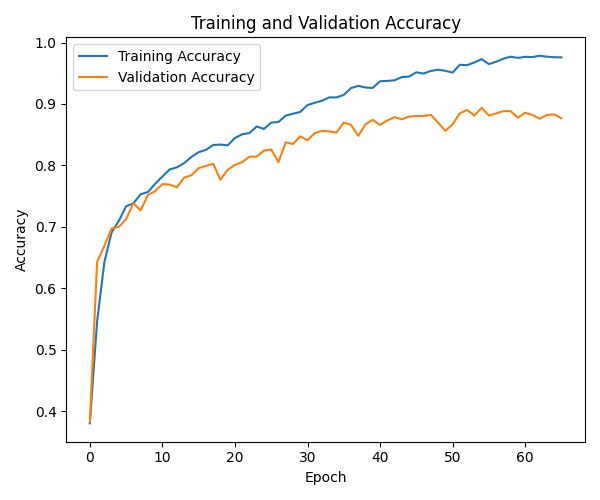 Training and Validation Accuracy
Training Accuracy
Validation Accuracy
1.0
0.9
0.8
0.7
0.6
0.5
0.4
Accuracy
0 10 20 30 40 50 60
Epoch